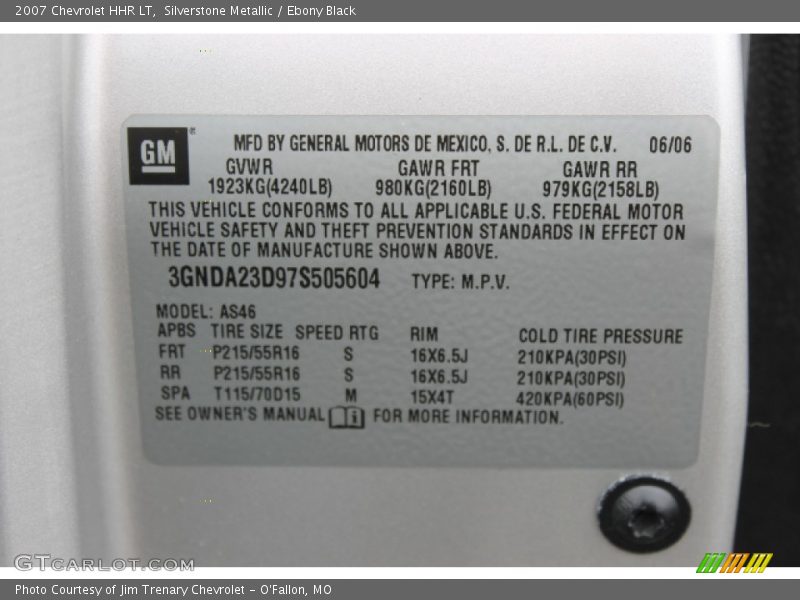 2007 Chevrolet HHR LT,  Silverstone Metallic / Ebony Black
GM ® MFD BY GENERAL MOTORS DE MEXICO, S. DE R.L. DE C.V. 06/06
GVWR GAWR FRT GAWR RR
1923KG(4240LB) 980KG(2160LB) 979KG(2158LB)
THIS VEHICLE CONFORMS TO ALL APPLICABLE U.S. FEDERAL MOTOR
VEHICLE SAFETY AND THEFT PREVENTION STANDARDS IN EFFECT ON
THE DATE OF MANUFACTURE SHOWN ABOVE.
3GNDA23D97S505604 TYPE: M.P.V.
MODEL: AS46
APBS TIRE SIZE SPEED RTG RIM COLD TIRE PRESSURE
FRT P215/55R16 S 16X6.5J 210KPA(30PSI)
RR P215/55R16 S 16X6.5J 210KPA(30PSI)
SPA T115/70D15 M 15X4T 420KPA(60PSI)
SEE OWNER'S MANUAL i FOR MORE INFORMATION.
GTCARLOT.COM
Photo Courtesy of Jim Trenary Chevrolet - O'Fallon, MO